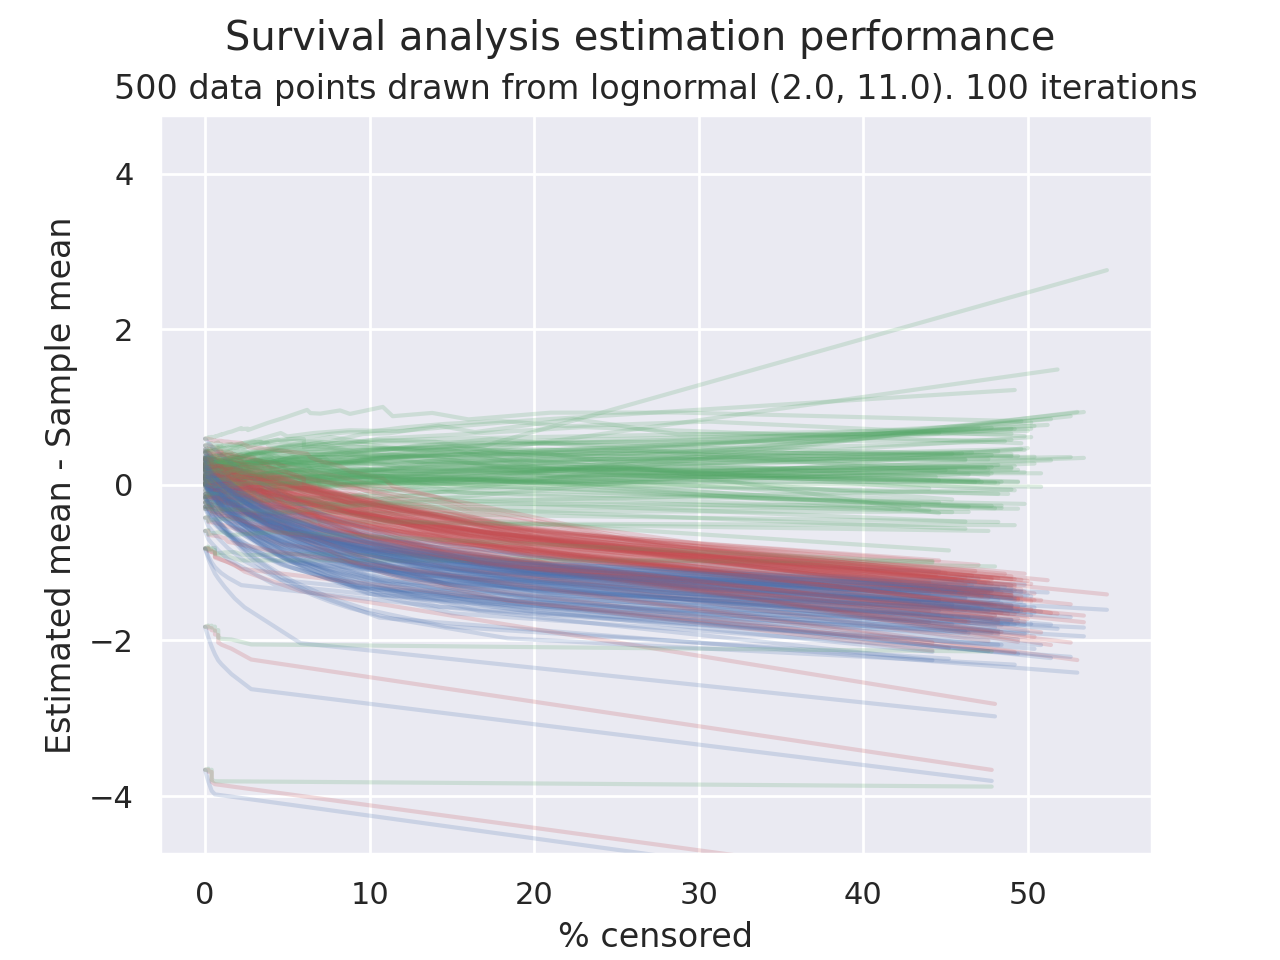 Survival analysis estimation performance
500 data points drawn from lognormal (2.0, 11.0). 100 iterations
Estimated mean - Sample mean
4
2
0
−2
−4
0 10 20 30 40 50
% censored